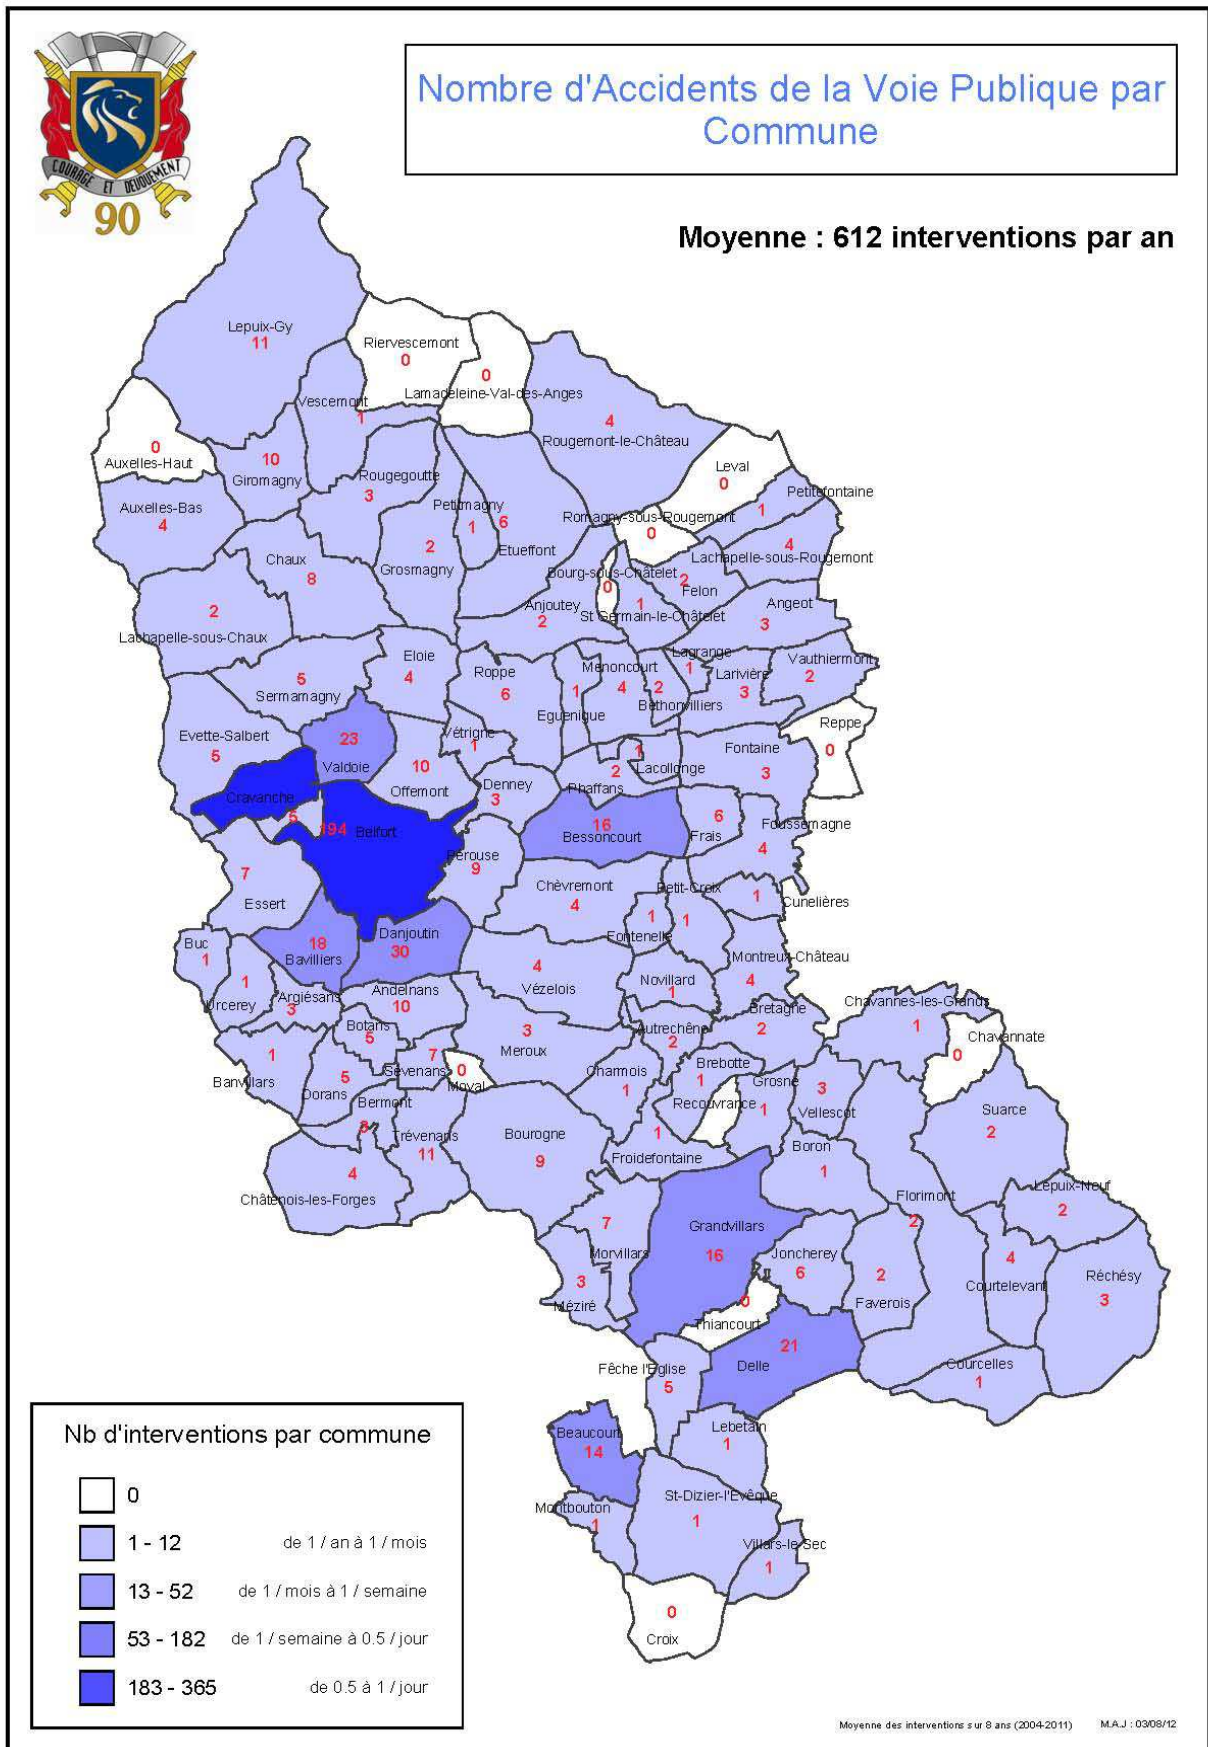 COURAGE ET DEVOUEMENT
90
Nombre d'Accidents de la Voie Publique par
Commune
Moyenne : 612 interventions par an
Lepuix-Gy
11
Riervescemont
0
0
Lamadeleine-Val-des-Anges
Vescemont
1
4
Rougemont-le-Château
0
Auxelles-Haut
10
Giromagny
Rougegoutte
3
Leval
0
Petitefontaine
1
Auxelles-Bas
4
Petitmagny
1
6
Etueffont
Romagny-sous-Rougemont
0
4
Lachapelle-sous-Rougemont
2
Grosmagny
Chaux
8
Bourg-sous-Châtelet
0
2
Felon
1
St Germain-le-Châtelet
Angeot
3
2
Lachapelle-sous-Chaux
Anjoutey
2
5
Sermamagny
Eloie
4
Roppe
6
1
Eguenigue
Menoncourt
4
2
Bethonvilliers
Lagrange
1
Larivière
3
Vauthiermont
2
Evette-Salbert
5
23
Valdoie
10
Offemont
Vétrigne
1
Reppe
0
Fontaine
3
1
Lacollonge
2
Phaffans
Denney
3
Cravanche
5
194
Belfort
16
Bessoncourt
6
Frais
Foussemagne
4
Pérouse
9
7
Essert
Chèvremont
4
Petit-Croix
1
1
Fontenelle
1
Cunelières
Buc
1
18
Bavilliers
Danjoutin
30
4
Vézelois
Montreux-Château
4
Novillard
1
1
Urcerey
Argiésans
3
Andelnans
10
Botans
5
3
Meroux
Autrechêne
2
Bretagne
2
Chavannes-les-Grands
1
Chavannate
0
1
Banvillars
5
Dorans
7
Sévenans
0
Moval
Charmois
1
Brebotte
1
Recouvrance
Grosne
1
3
Vellescot
Suarce
2
Bermont
3
Trévenans
11
Bourogne
9
1
Froidefontaine
Boron
1
4
Châtenois-les-Forges
Florimont
2
Lepuix-Neuf
2
7
Morvillars
Grandvillars
16
Joncherey
6
2
Faverois
4
Courtelevant
Réchésy
3
3
Méziré
0
Thiancourt
21
Delle
Fêche l'Eglise
5
Courcelles
1
Beaucourt
14
Lebetain
1
St-Dizier-l'Evêque
1
Montbouton
1
Villars-le Sec
1
0
Croix
Nb d'interventions par commune
0
1 - 12 de 1 / an à 1 / mois
13 - 52 de 1 / mois à 1 / semaine
53 - 182 de 1 / semaine à 0.5 / jour
183 - 365 de 0.5 à 1 / jour
Moyenne des interventions sur 8 ans (2004-2011) M.A.J : 03/08/12